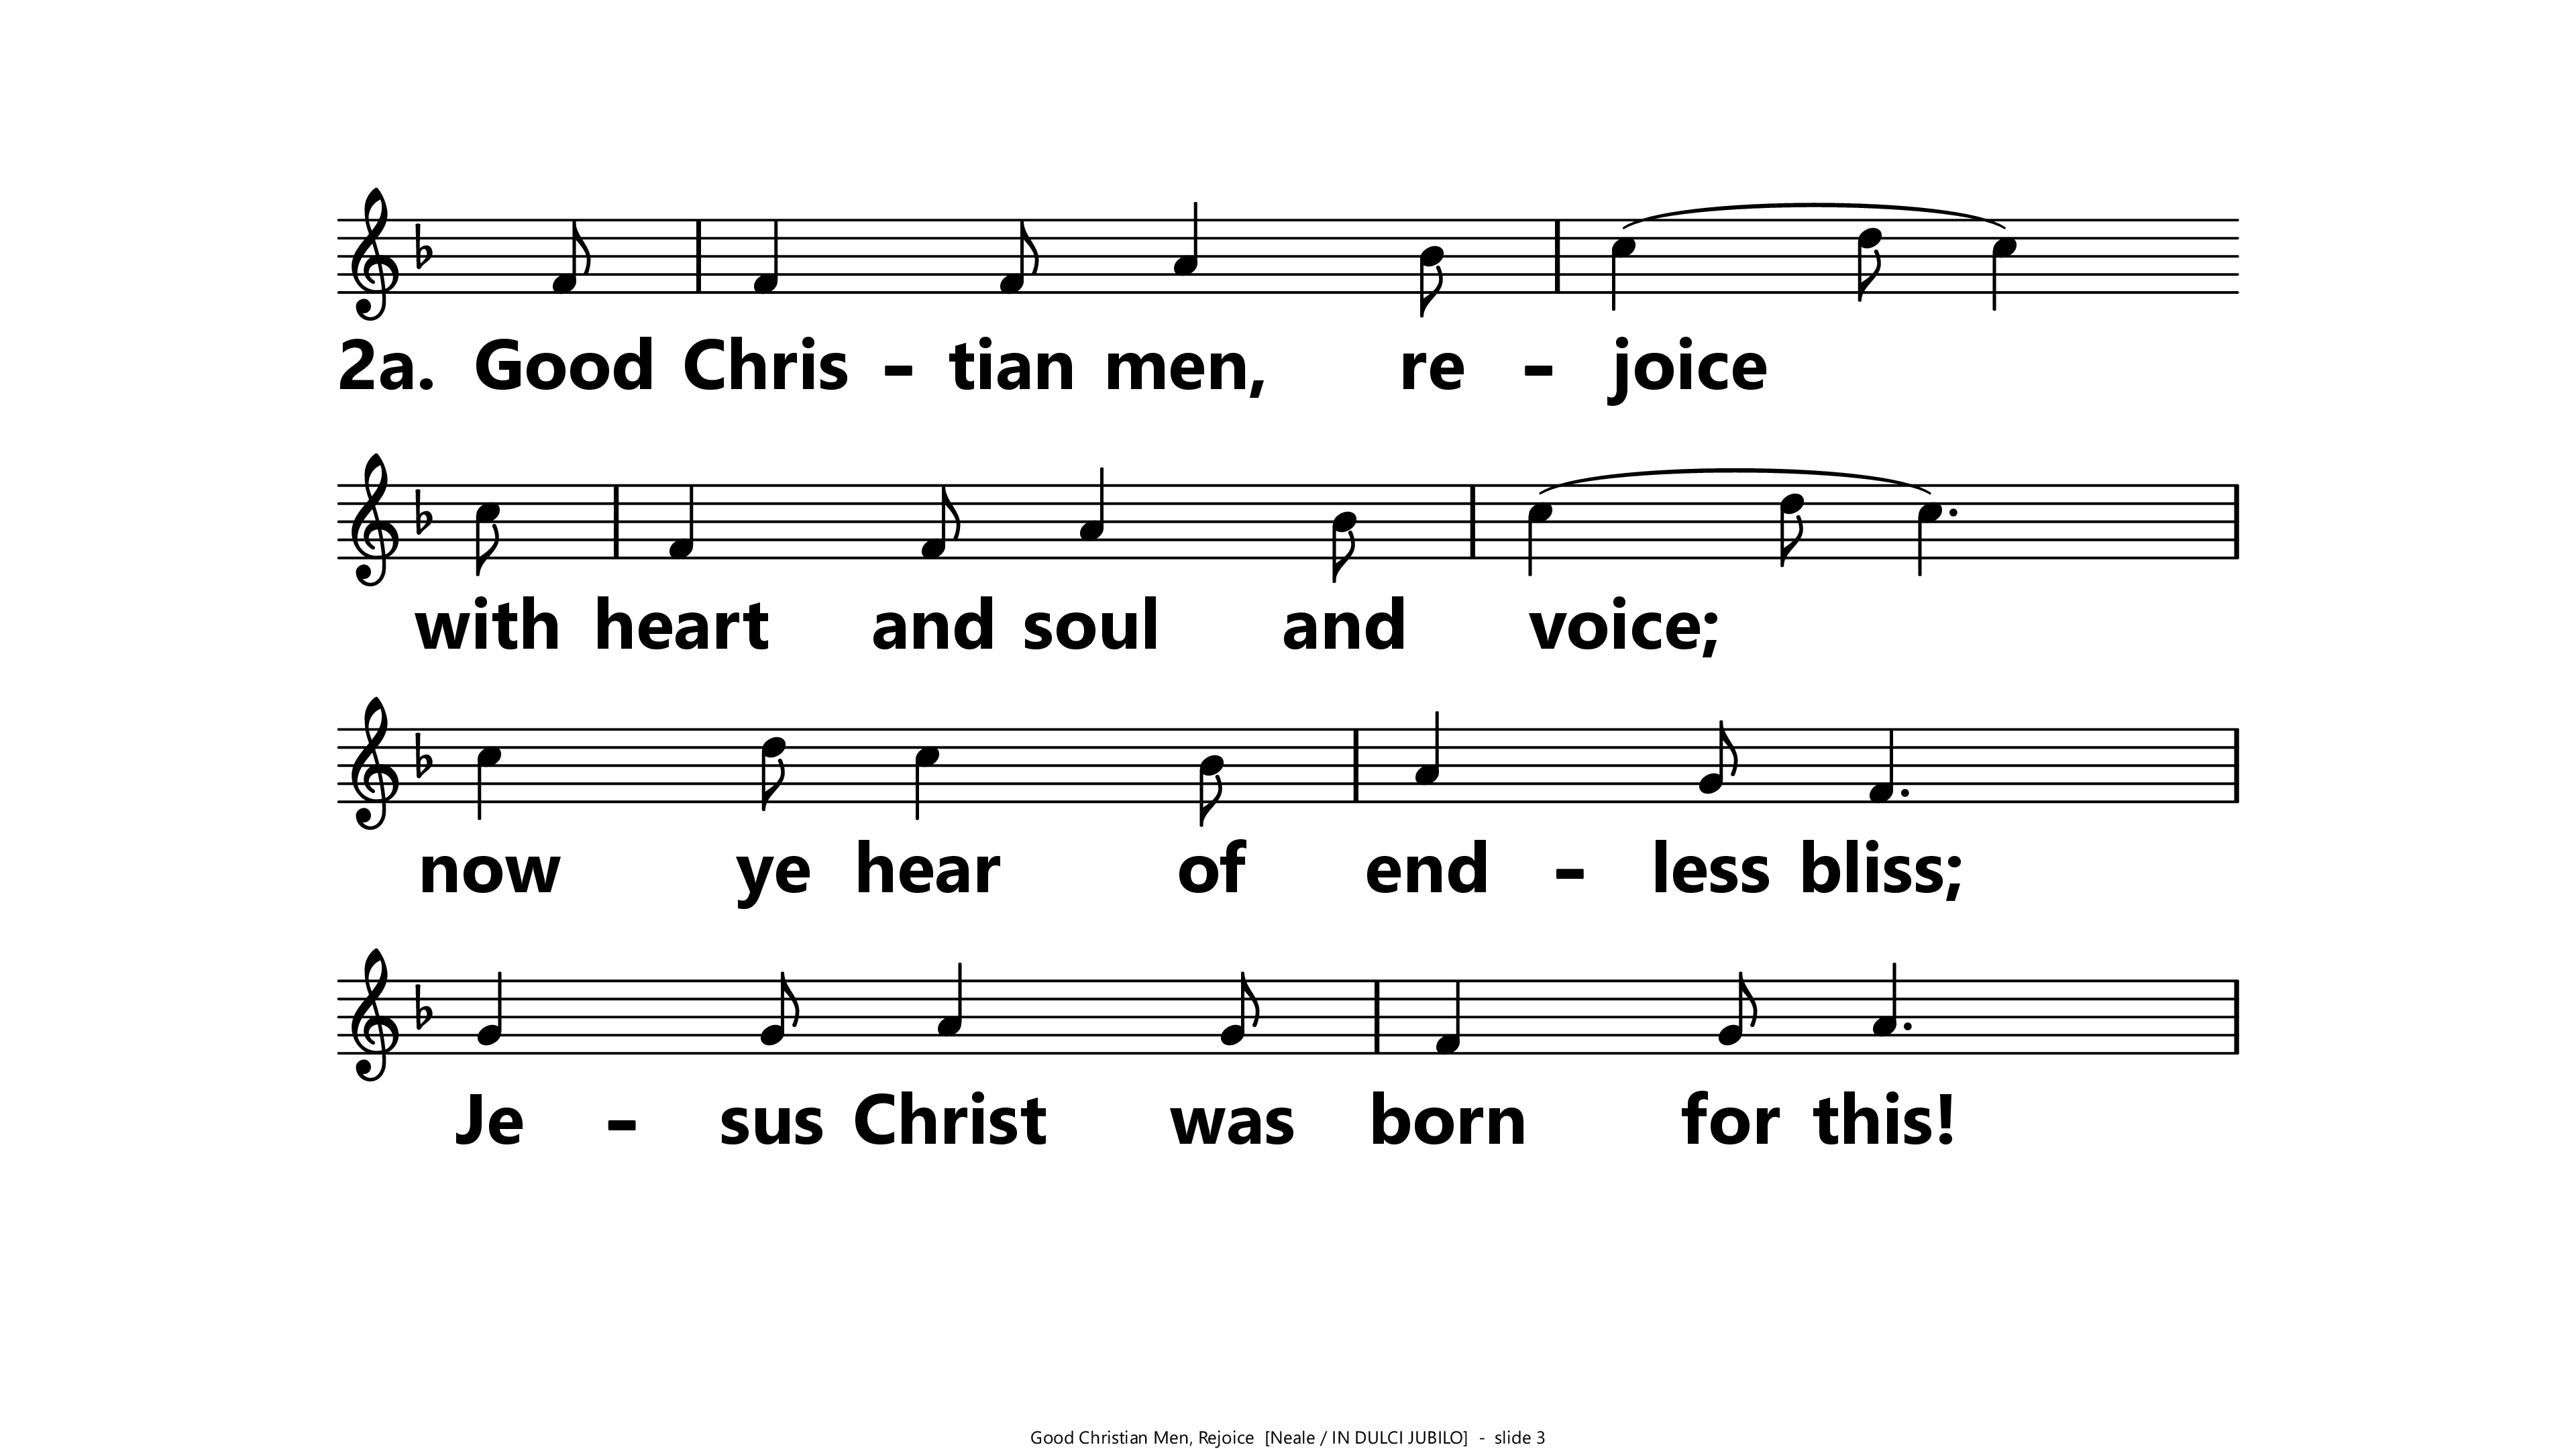 2a. Good Chris - tian men, re - joice
with heart and soul and voice;
now ye hear of end - less bliss;
Je - sus Christ was born for this!
Good Christian Men, Rejoice [Neale / IN DULCI JUBILO] - slide 3